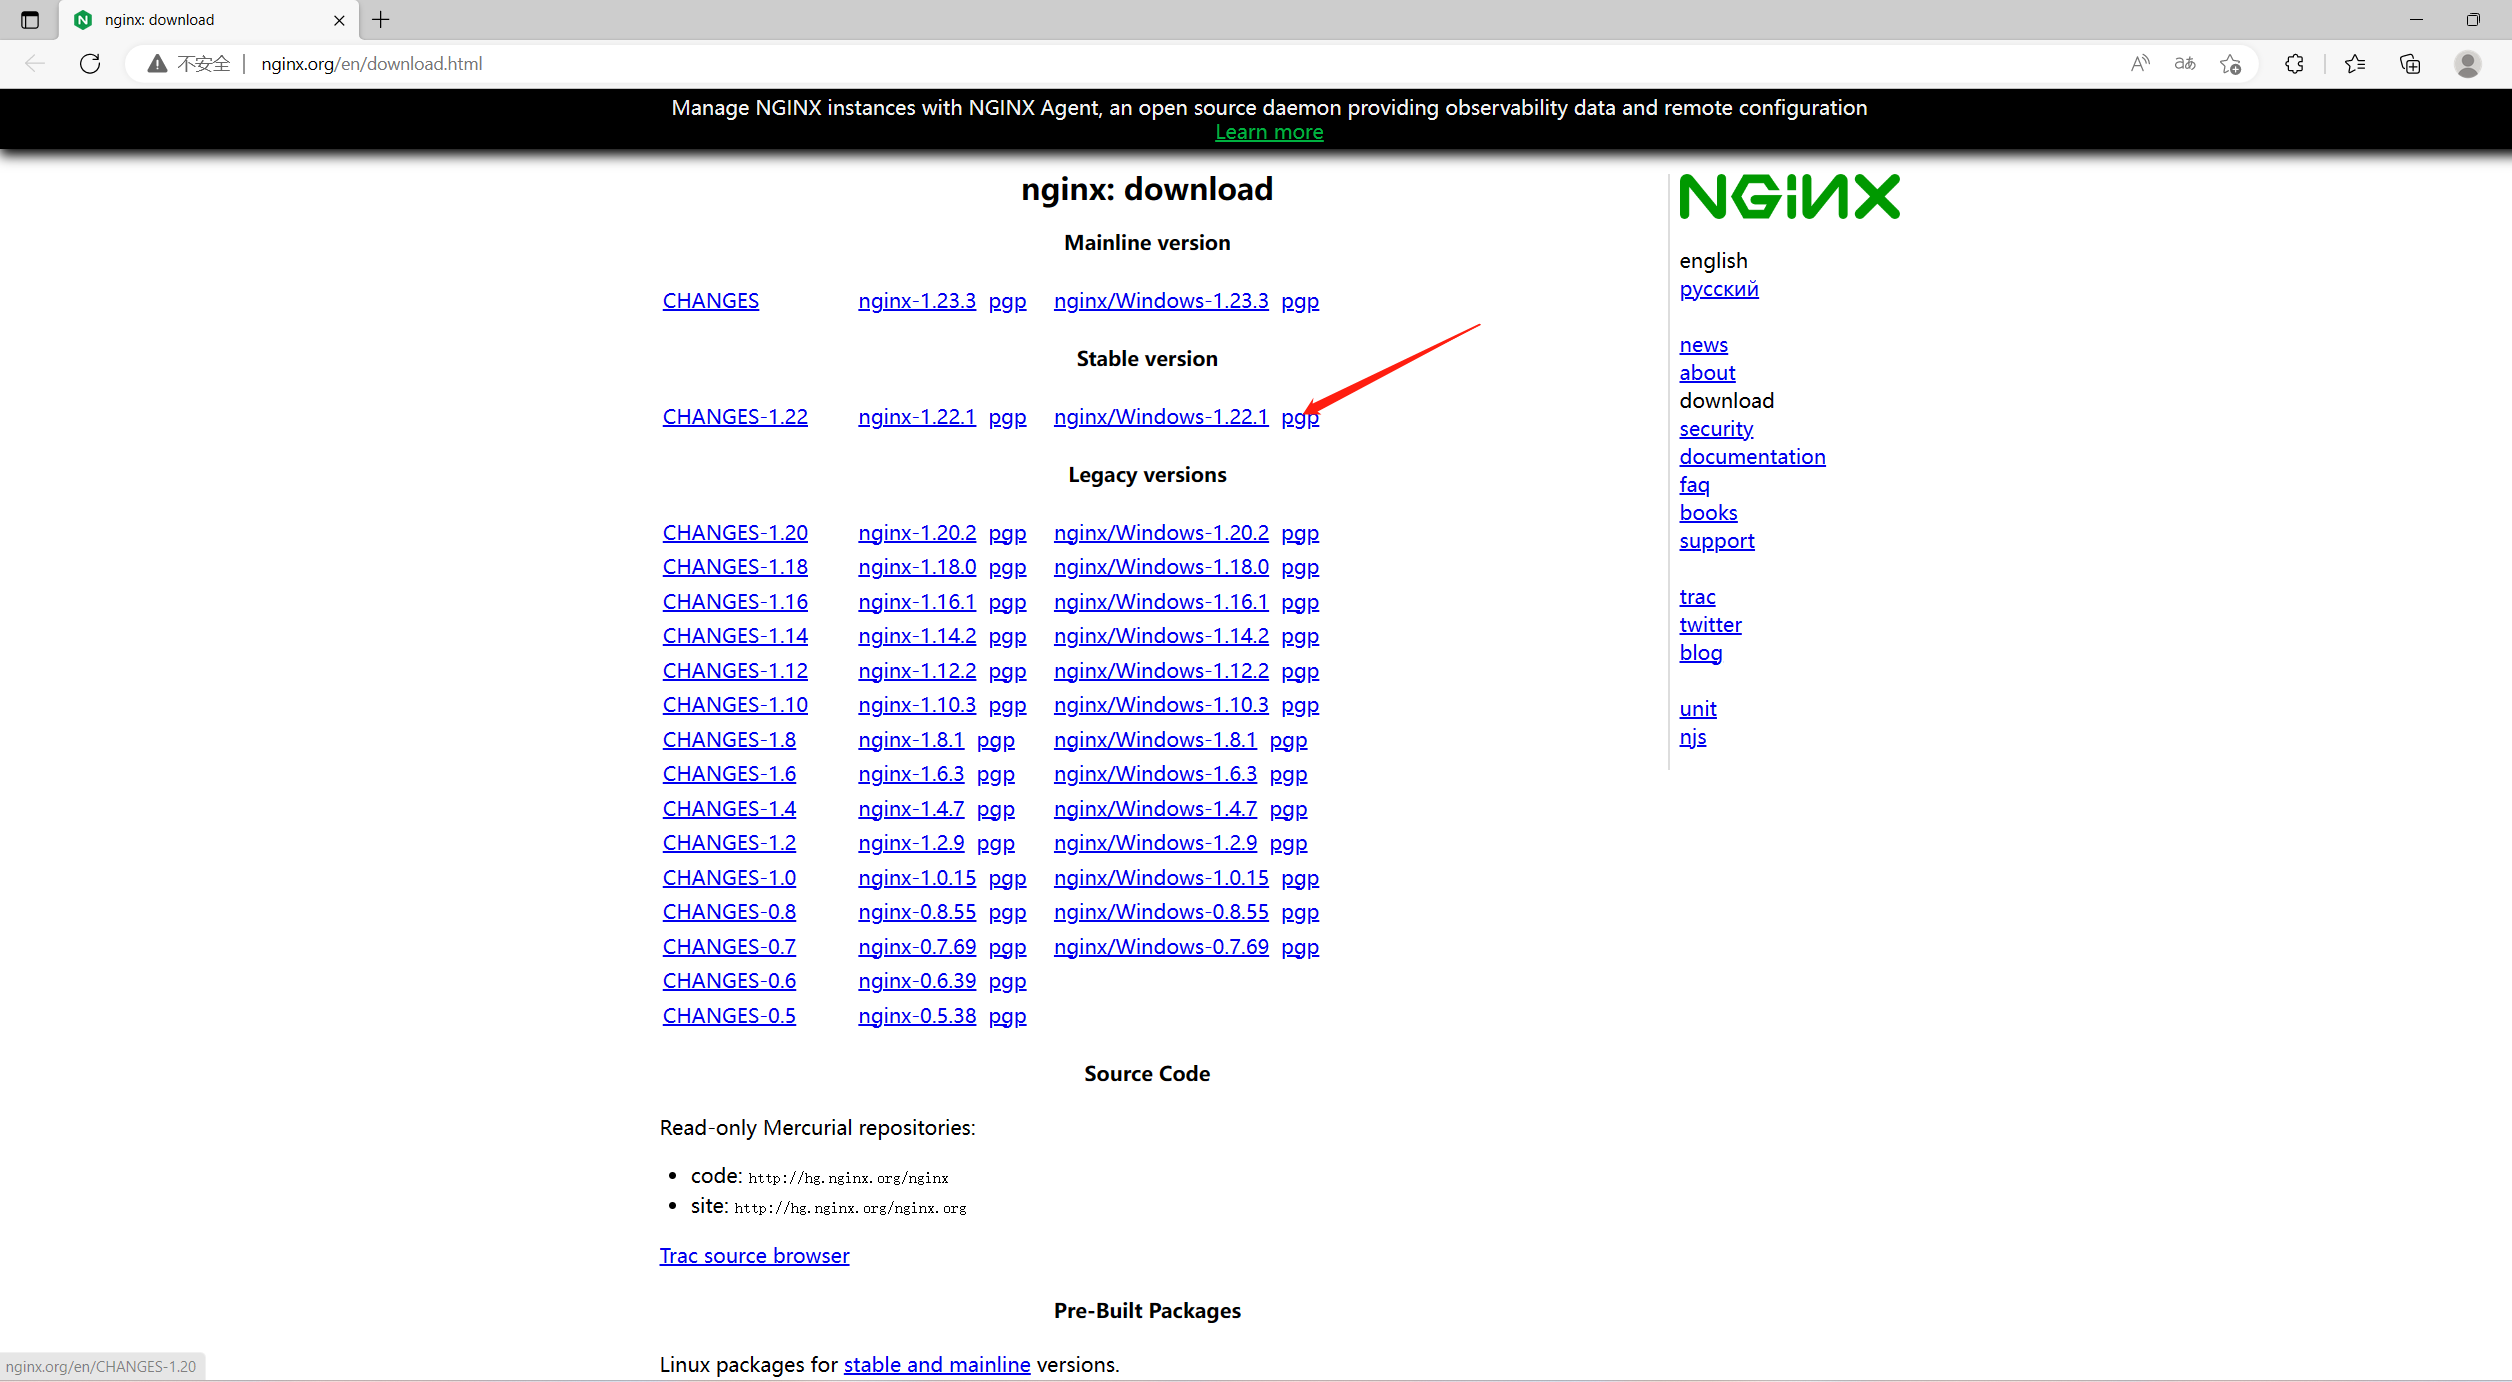 nginx: download
不安全 | nginx.org/en/download.html
Manage NGINX instances with NGINX Agent, an open source daemon providing observability data and remote configuration
Learn more
nginx: download
Mainline version
CHANGES nginx-1.23.3 pgp nginx/Windows-1.23.3 pgp
Stable version
CHANGES-1.22 nginx-1.22.1 pgp nginx/Windows-1.22.1 pgp
Legacy versions
CHANGES-1.20 nginx-1.20.2 pgp nginx/Windows-1.20.2 pgp
CHANGES-1.18 nginx-1.18.0 pgp nginx/Windows-1.18.0 pgp
CHANGES-1.16 nginx-1.16.1 pgp nginx/Windows-1.16.1 pgp
CHANGES-1.14 nginx-1.14.2 pgp nginx/Windows-1.14.2 pgp
CHANGES-1.12 nginx-1.12.2 pgp nginx/Windows-1.12.2 pgp
CHANGES-1.10 nginx-1.10.3 pgp nginx/Windows-1.10.3 pgp
CHANGES-1.8 nginx-1.8.1 pgp nginx/Windows-1.8.1 pgp
CHANGES-1.6 nginx-1.6.3 pgp nginx/Windows-1.6.3 pgp
CHANGES-1.4 nginx-1.4.7 pgp nginx/Windows-1.4.7 pgp
CHANGES-1.2 nginx-1.2.9 pgp nginx/Windows-1.2.9 pgp
CHANGES-1.0 nginx-1.0.15 pgp nginx/Windows-1.0.15 pgp
CHANGES-0.8 nginx-0.8.55 pgp nginx/Windows-0.8.55 pgp
CHANGES-0.7 nginx-0.7.69 pgp nginx/Windows-0.7.69 pgp
CHANGES-0.6 nginx-0.6.39 pgp
CHANGES-0.5 nginx-0.5.38 pgp
Source Code
Read-only Mercurial repositories:
• code: http://hg.nginx.org/nginx
• site: http://hg.nginx.org/nginx.org
Trac source browser
Pre-Built Packages
Linux packages for stable and mainline versions.
NGINX
english
русский
news
about
download
security
documentation
faq
books
support
trac
twitter
blog
unit
njs
nginx.org/en/CHANGES-1.20